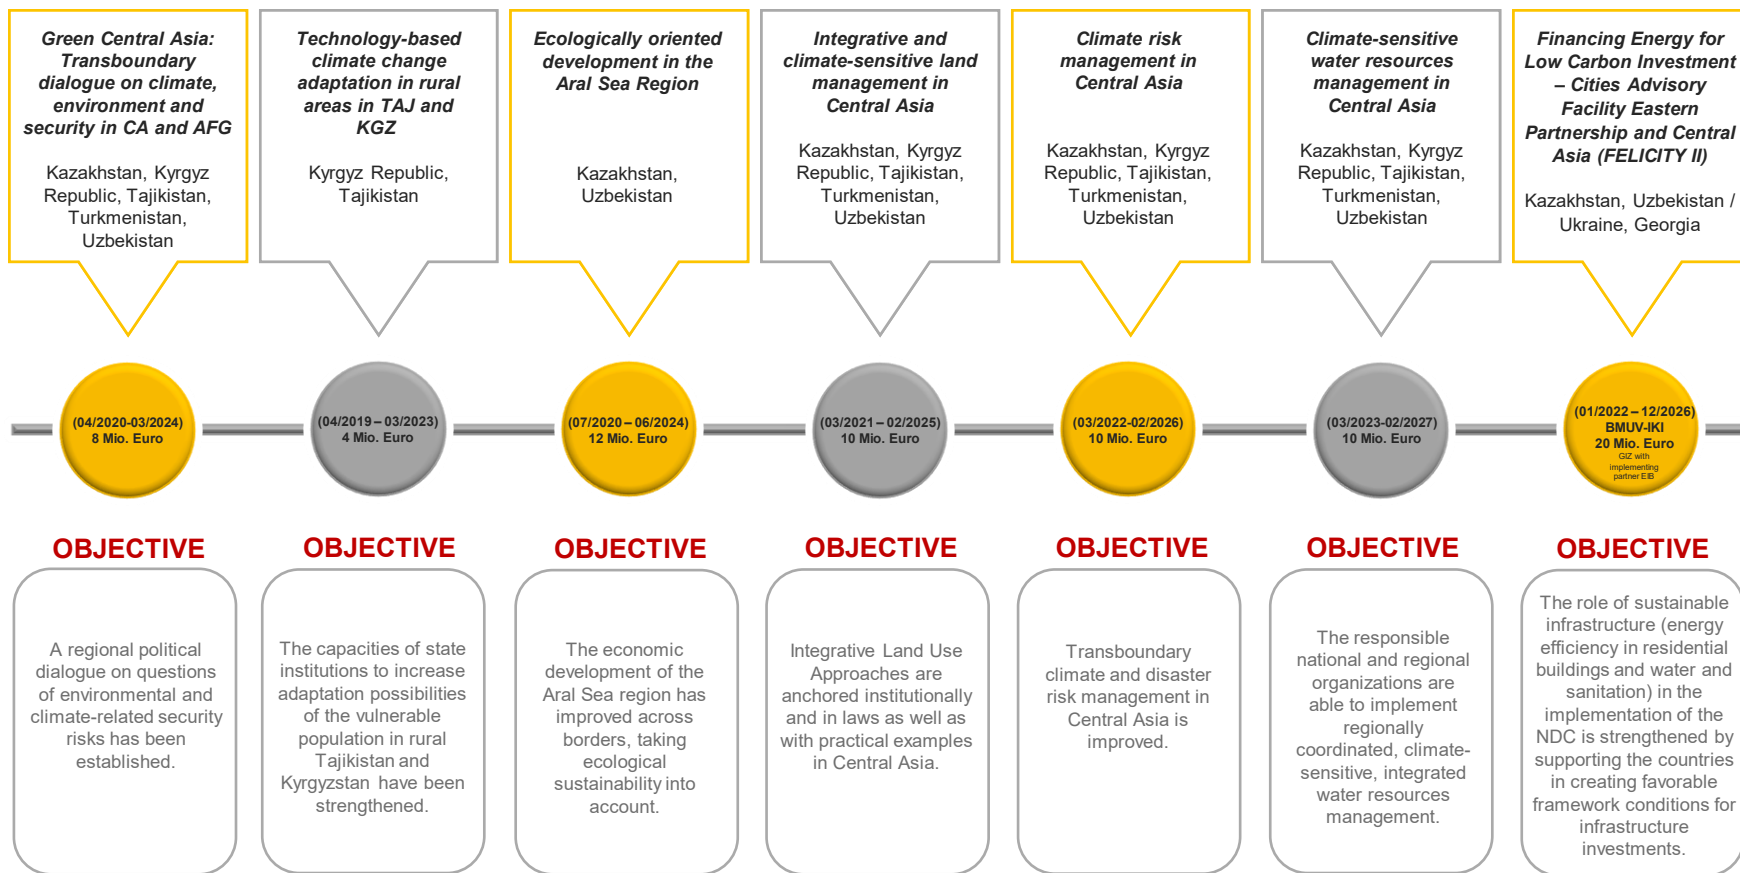 Green Central Asia:
Transboundary
dialogue on climate,
environment and
security in CA and AFG
Kazakhstan, Kyrgyz
Republic, Tajikistan,
Turkmenistan,
Uzbekistan
Technology-based
climate change
adaptation in rural
areas in TAJ and
KGZ
Kyrgyz Republic,
Tajikistan
Ecologically oriented
development in the
Aral Sea Region
Kazakhstan,
Uzbekistan
Integrative and
climate-sensitive land
management in
Central Asia
Kazakhstan, Kyrgyz
Republic, Tajikistan,
Turkmenistan,
Uzbekistan
Climate risk
management in
Central Asia
Kazakhstan, Kyrgyz
Republic, Tajikistan,
Turkmenistan,
Uzbekistan
Climate-sensitive
water resources
management in
Central Asia
Kazakhstan, Kyrgyz
Republic, Tajikistan,
Turkmenistan,
Uzbekistan
Financing Energy for
Low Carbon Investment
– Cities Advisory
Facility Eastern
Partnership and Central
Asia (FELICITY II)
Kazakhstan, Uzbekistan /
Ukraine, Georgia
(04/2020-03/2024)
8 Mio. Euro
(04/2019 – 03/2023)
4 Mio. Euro
(07/2020 – 06/2024)
12 Mio. Euro
(03/2021 – 02/2025)
10 Mio. Euro
(03/2022-02/2026)
10 Mio. Euro
(03/2023-02/2027)
10 Mio. Euro
(01/2022 – 12/2026)
BMUV-IKI
20 Mio. Euro
GIZ with
implementing
partner EIB
OBJECTIVE
A regional political
dialogue on questions
of environmental and
climate-related security
risks has been
established.
OBJECTIVE
The capacities of state
institutions to increase
adaptation possibilities
of the vulnerable
population in rural
Tajikistan and
Kyrgyzstan have been
strengthened.
OBJECTIVE
The economic
development of the
Aral Sea region has
improved across
borders, taking
ecological
sustainability into
account.
OBJECTIVE
Integrative Land Use
Approaches are
anchored institutionally
and in laws as well as
with practical examples
in Central Asia.
OBJECTIVE
Transboundary
climate and disaster
risk management in
Central Asia is
improved.
OBJECTIVE
The responsible
national and regional
organizations are
able to implement
regionally
coordinated, climate-
sensitive, integrated
water resources
management.
OBJECTIVE
The role of sustainable
infrastructure (energy
efficiency in residential
buildings and water and
sanitation) in the
implementation of the
NDC is strengthened by
supporting the countries
in creating favorable
framework conditions for
infrastructure
investments.